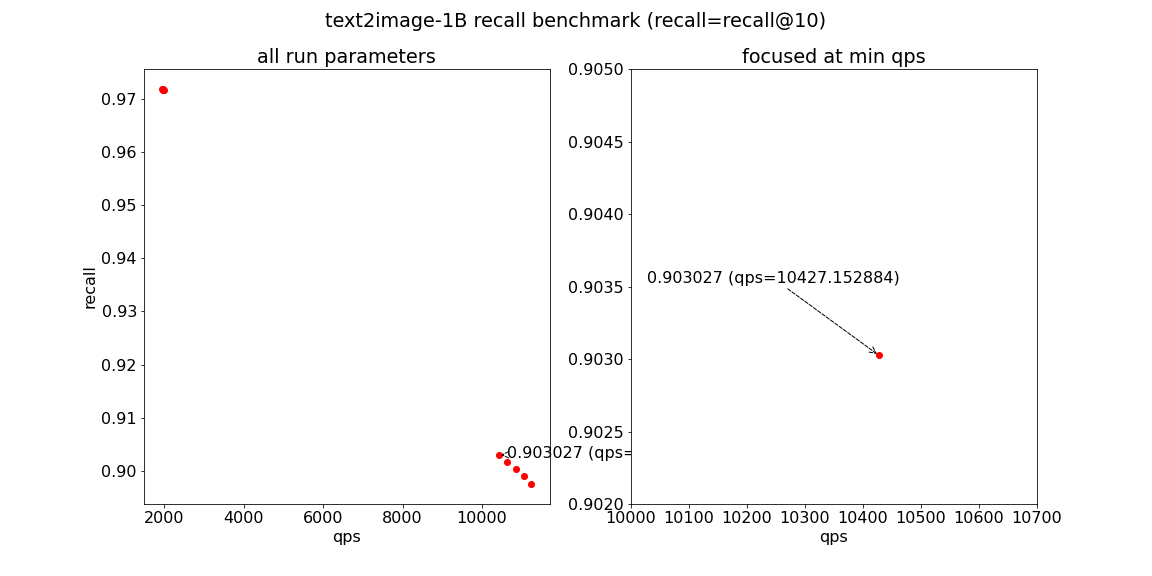 text2image-1B recall benchmark (recall=recall@10)
all run parameters
0.97
0.96
0.95
0.94
0.93
0.92
0.91
0.90
recall
0.903027 (qps=
2000 4000 6000 8000 10000
qps
focused at min qps
0.9050
0.9045
0.9040
0.9035
0.9030
0.9025
0.9020
0.903027 (qps=10427.152884)
10000 10100 10200 10300 10400 10500 10600 10700
qps